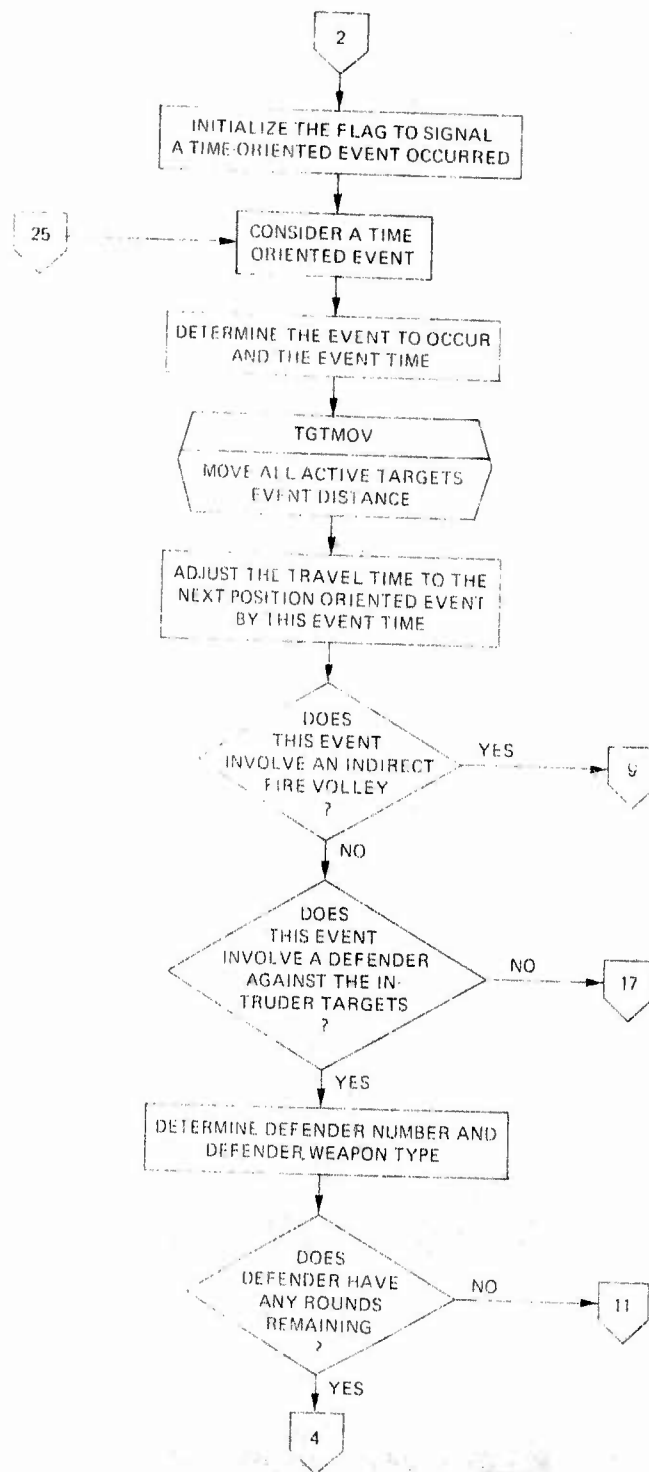 2
INITIALIZE THE FLAG TO SIGNAL
A TIME-ORIENTED EVENT OCCURRED
25
CONSIDER A TIME
ORIENTED EVENT
DETERMINE THE EVENT TO OCCUR
AND THE EVENT TIME
TGTMOV
MOVE ALL ACTIVE TARGETS
EVENT DISTANCE
ADJUST THE TRAVEL TIME TO THE
NEXT POSITION ORIENTED EVENT
BY THIS EVENT TIME
DOES
THIS EVENT
INVOLVE AN INDIRECT
FIRE VOLLEY
?
YES
9
NO
DOES
THIS EVENT
INVOLVE A DEFENDER
AGAINST THE IN-
TRUDER TARGETS
?
NO
17
YES
DETERMINE DEFENDER NUMBER AND
DEFENDER WEAPON TYPE
DOES
DEFENDER HAVE
ANY ROUNDS
REMAINING
?
NO
11
YES
4